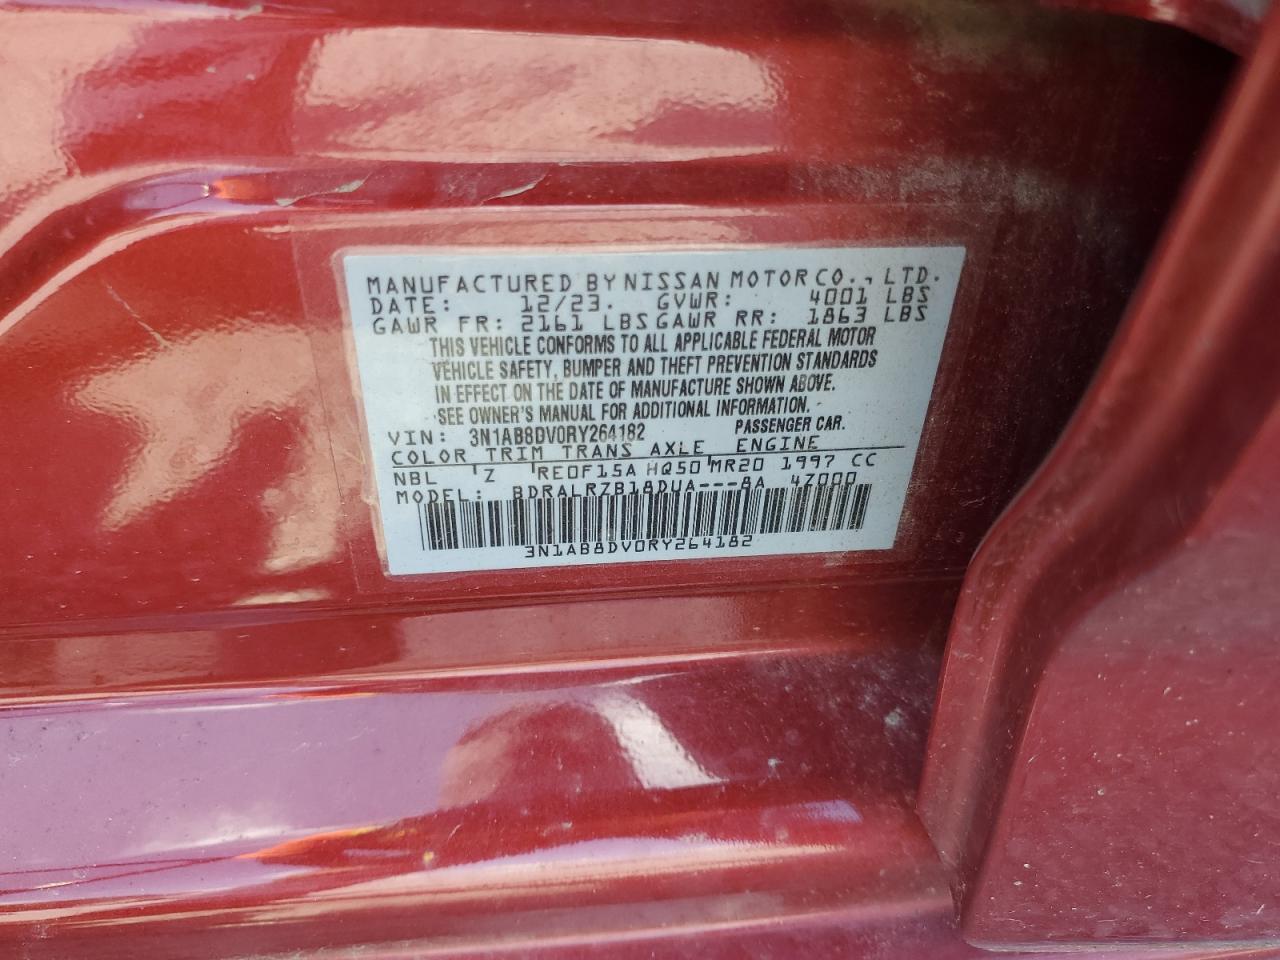 MANUFACTURED BY NISSAN MOTOR CO., LTD.
DATE: 12/23. GVWR: 4001 LBS
GAWR FR: 2161 LBS GAWR RR: 1863 LBS
THIS VEHICLE CONFORMS TO ALL APPLICABLE FEDERAL MOTOR
VEHICLE SAFETY, BUMPER AND THEFT PREVENTION STANDARDS
IN EFFECT ON THE DATE OF MANUFACTURE SHOWN ABOVE.
SEE OWNER'S MANUAL FOR ADDITIONAL INFORMATION.
VIN: 3N1AB8DV0RY264182 PASSENGER CAR.
COLOR TRIM TRANS AXLE ENGINE
NBL Z RE0F15A HQ50 MR20 1997 CC
MODEL: BDRALRZB18DUA---8A 4Z000
3N1AB8DV0RY264182